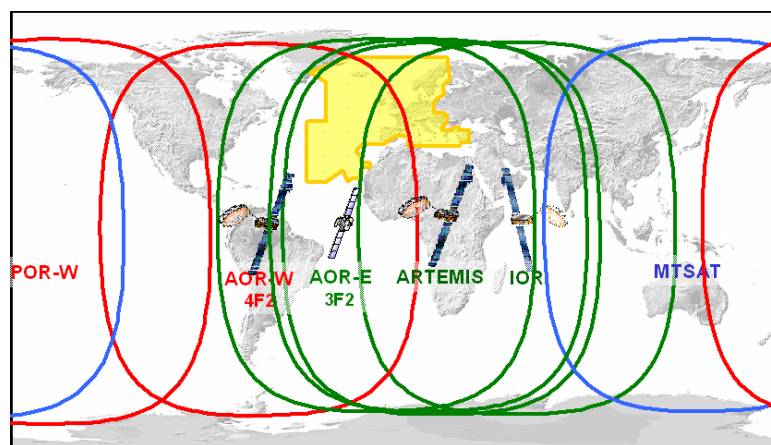 POR-W
AOR-W
4F2
AOR-E
3F2
ARTEMIS
IOR
MTSAT